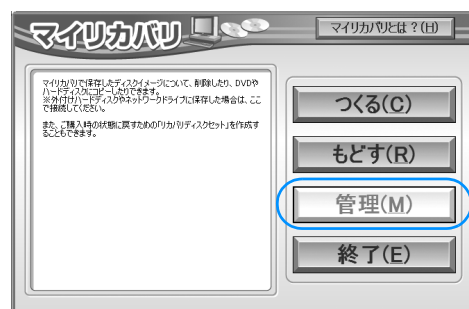 マイリカバリ
マイリカバリとは?(H)
マイリカバリで保存したディスクイメージについて、削除したり、DVDや
ハードディスクにコピーしたりできます。
※外付けハードディスクやネットワークドライブに保存した場合は、ここ
で接続してください。
また、ご購入時の状態に戻すための「リカバリディスクセット」を作成す
ることもできます。
つくる(C)
もどす(R)
管理(M)
終了(E)